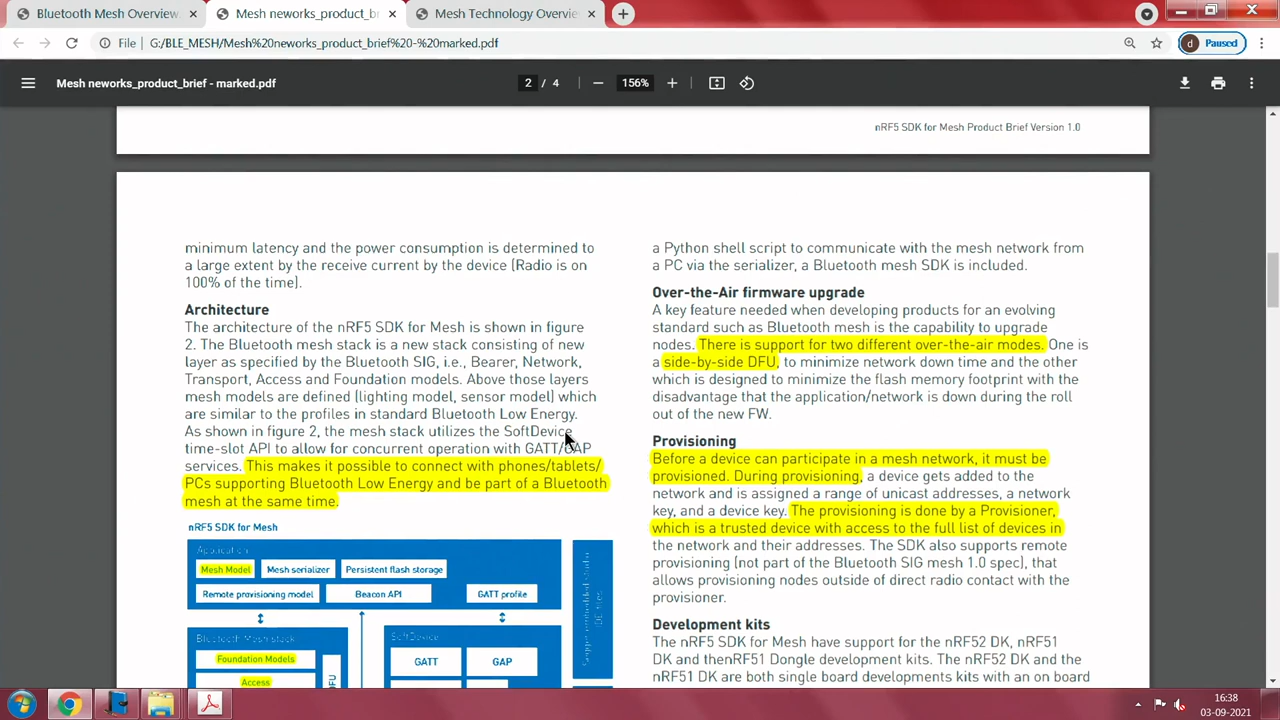 Bluetooth Mesh Overview
Mesh neworks_product_b
Mesh Technology Overvie
File
G:/BLE_MESH/Mesh%20neworks_product_brief%20-%20marked.pdf
d
Paused
Mesh neworks_product_brief - marked.pdf
2 / 4
156%
nRF5 SDK for Mesh Product Brief Version 1.0
minimum latency and the power consumption is determined to
a large extent by the receive current by the device (Radio is on
100% of the time).
Architecture
The architecture of the nRF5 SDK for Mesh is shown in figure
2. The Bluetooth mesh stack is a new stack consisting of new
layer as specified by the Bluetooth SIG, i.e., Bearer, Network,
Transport, Access and Foundation models. Above those layers
mesh models are defined (lighting model, sensor model) which
are similar to the profiles in standard Bluetooth Low Energy.
As shown in figure 2, the mesh stack utilizes the SoftDevice
time-slot API to allow for concurrent operation with GATT/GAP
services. This makes it possible to connect with phones/tablets/
PCs supporting Bluetooth Low Energy and be part of a Bluetooth
mesh at the same time.
nRF5 SDK for Mesh
Application
Mesh Model
Mesh serializer
Persistent flash storage
Remote provisioning model
Beacon API
GATT profile
Bluetooth Mesh stack
SoftDevice
Foundation Models
GATT
GAP
Access
DFU
a Python shell script to communicate with the mesh network from
a PC via the serializer, a Bluetooth mesh SDK is included.
Over-the-Air firmware upgrade
A key feature needed when developing products for an evolving
standard such as Bluetooth mesh is the capability to upgrade
nodes. There is support for two different over-the-air modes. One is
a side-by-side DFU, to minimize network down time and the other
which is designed to minimize the flash memory footprint with the
disadvantage that the application/network is down during the roll
out of the new FW.
Provisioning
Before a device can participate in a mesh network, it must be
provisioned. During provisioning, a device gets added to the
network and is assigned a range of unicast addresses, a network
key, and a device key. The provisioning is done by a Provisioner,
which is a trusted device with access to the full list of devices in
the network and their addresses. The SDK also supports remote
provisioning (not part of the Bluetooth SIG mesh 1.0 spec), that
allows provisioning nodes outside of direct radio contact with the
provisioner.
Development kits
The nRF5 SDK for Mesh have support for the nRF52 DK, nRF51
DK and thenRF51 Dongle development kits. The nRF52 DK and the
nRF51 DK are both single board developments kits with an on board
16:38
03-09-2021